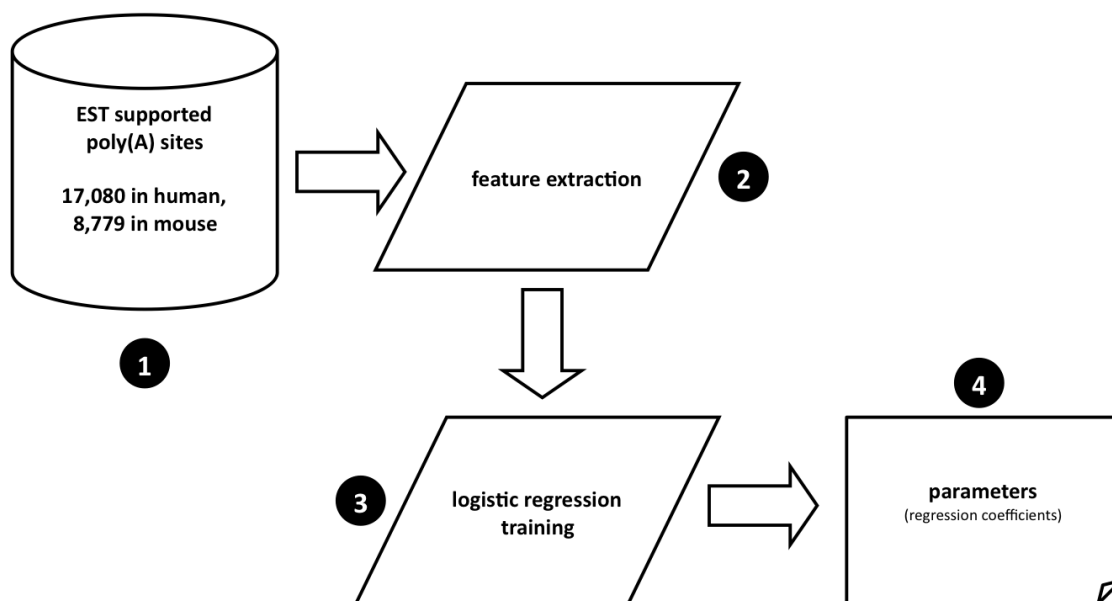 EST supported
poly(A) sites
17,080 in human,
8,779 in mouse
1
feature extraction
2
3
logistic regression
training
4
parameters
(regression coefficients)